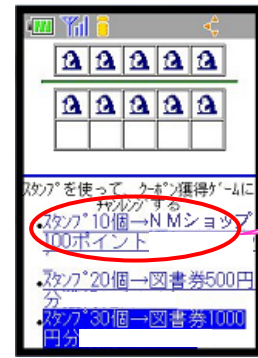 スタンプﾟを使って、クーポン獲得ゲームに
チャレンジする
•スタンプﾟ10個→NMショップ
100ポイント
•スタンプﾟ20個→図書券500円
分
•スタンプﾟ30個→図書券1000
円分